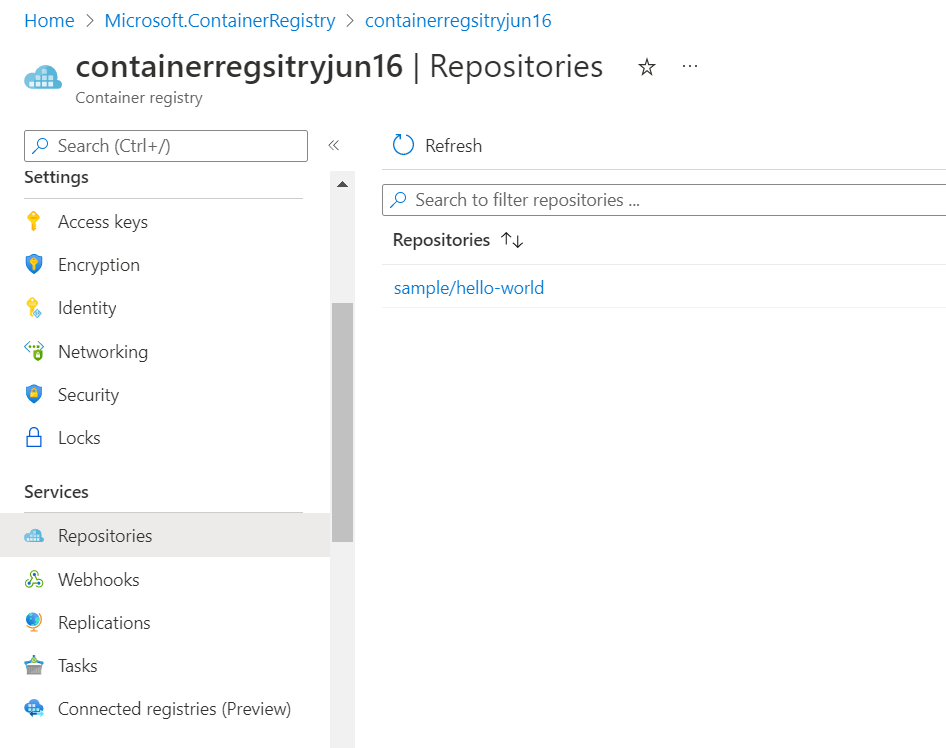 Home > Microsoft.ContainerRegistry > containerregsitryjun16
containerregsitryjun16 | Repositories
Container registry
Search (Ctrl+/)
Settings
Access keys
Encryption
Identity
Networking
Security
Locks
Services
Repositories
Webhooks
Replications
Tasks
Connected registries (Preview)
Refresh
Search to filter repositories ...
Repositories
sample/hello-world